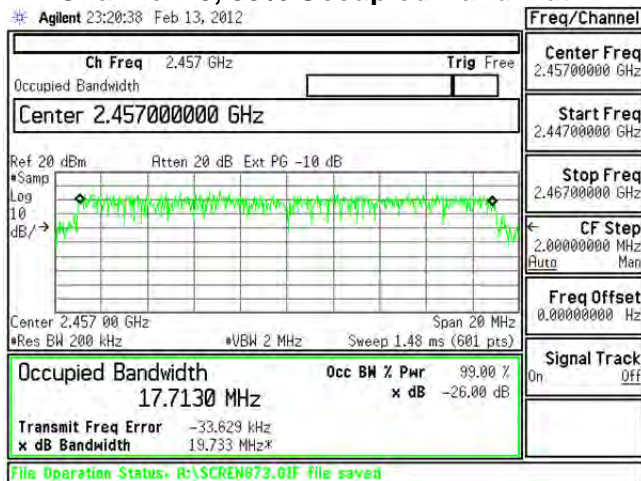 Agilent 23:20:38 Feb 13, 2012
Freq/Channel
Ch Freq 2.457 GHz Trig Free
Occupied Bandwidth
Center 2.457000000 GHz
Ref 20 dBm Atten 20 dB Ext PG -10 dB
#Samp
Log
10
dB/
Center 2.457 00 GHz Span 20 MHz
#Res BW 200 kHz #VBW 2 MHz Sweep 1.48 ms (601 pts)
Occupied Bandwidth Occ BW % Pwr 99.00 %
17.7130 MHz x dB -26.00 dB
Transmit Freq Error -33.629 kHz
x dB Bandwidth 19.733 MHz*
File Operation Status, A:\SCREN873.GIF file saved
Center Freq
2.45700000 GHz
Start Freq
2.44700000 GHz
Stop Freq
2.46700000 GHz
CF Step
2.00000000 MHz
Auto Man
Freq Offset
0.00000000 Hz
Signal Track
On Off